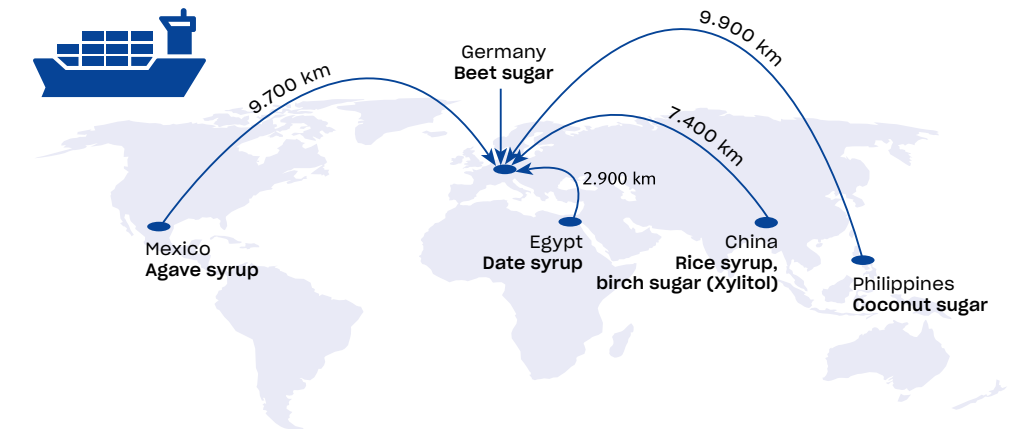 9.700 km
Germany
Beet sugar
9.900 km
7.400 km
2.900 km
Mexico
Agave syrup
Egypt
Date syrup
China
Rice syrup,
birch sugar (Xylitol)
Philippines
Coconut sugar